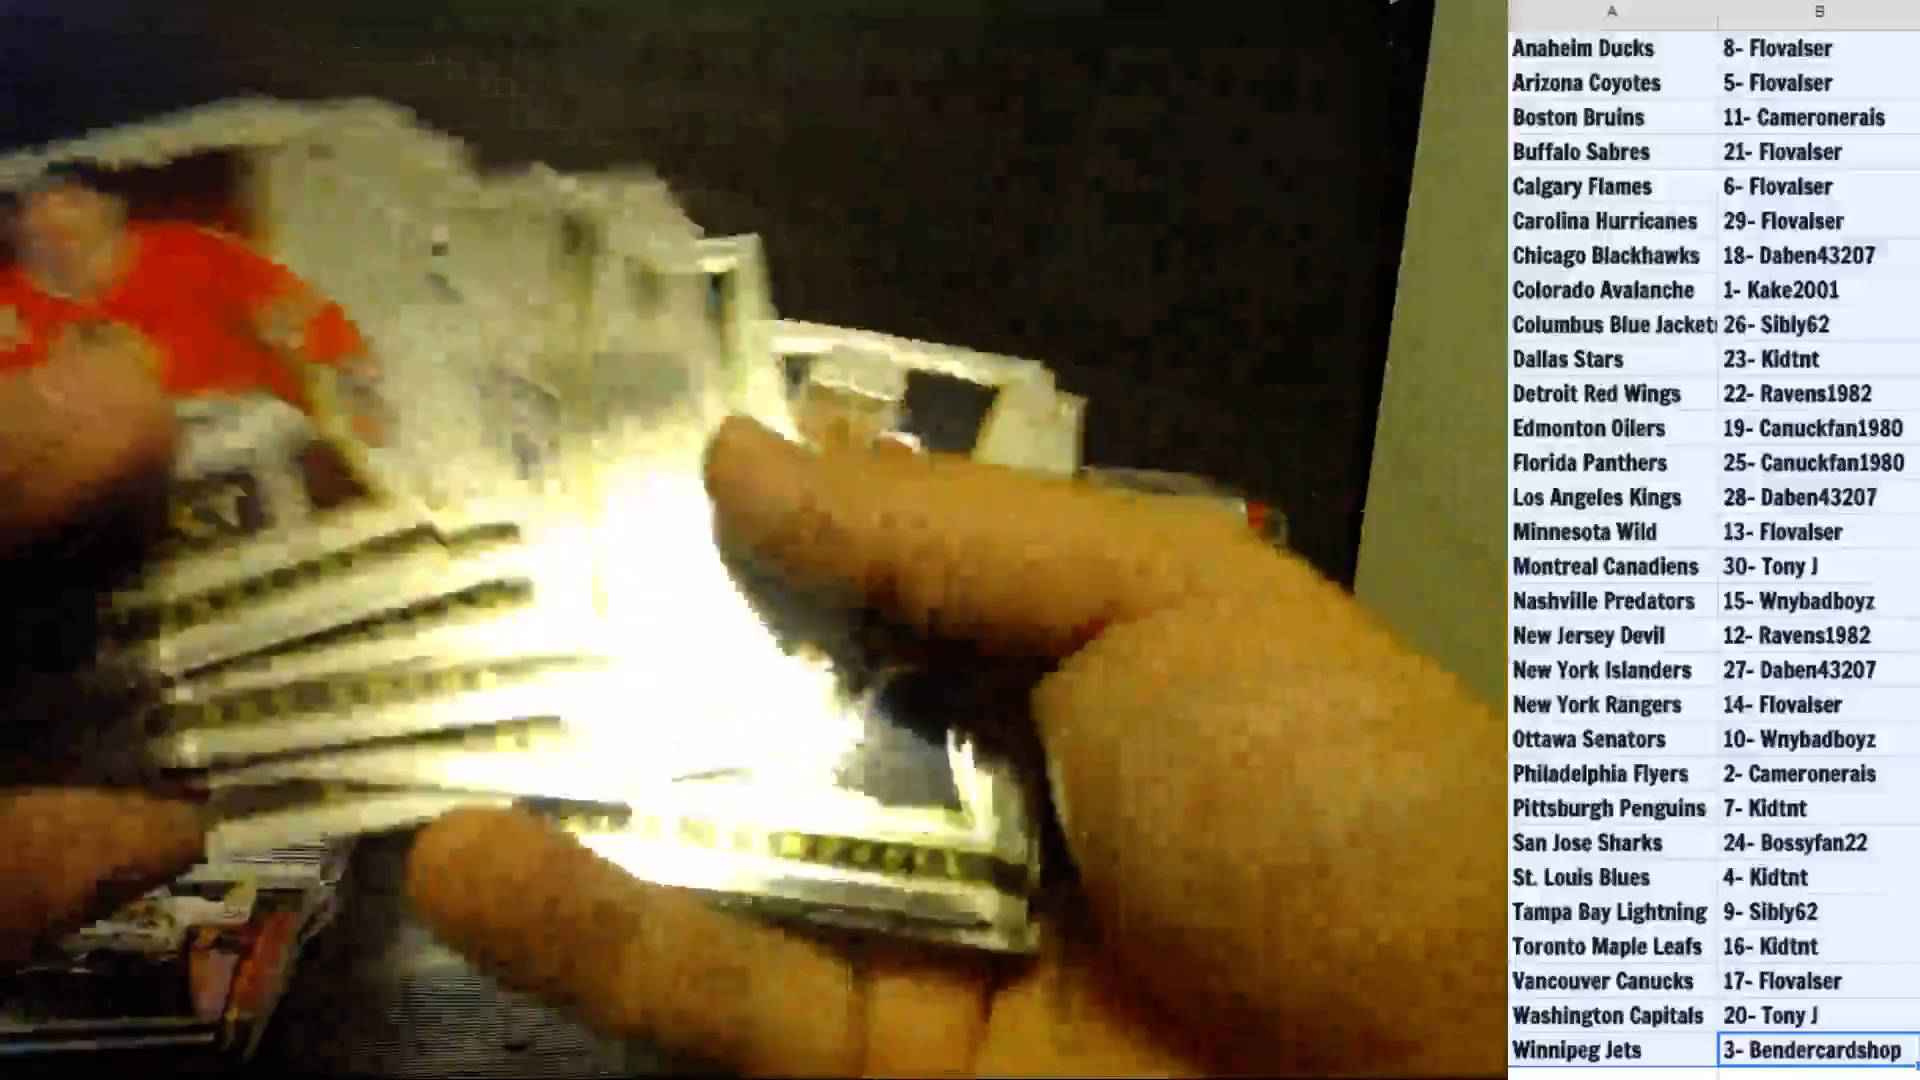 A B
Anaheim Ducks 8- Flovalser
Arizona Coyotes 5- Flovalser
Boston Bruins 11- Cameronerais
Buffalo Sabres 21- Flovalser
Calgary Flames 6- Flovalser
Carolina Hurricanes 29- Flovalser
Chicago Blackhawks 18- Daben43207
Colorado Avalanche 1- Kake2001
Columbus Blue Jacket 26- Sibly62
Dallas Stars 23- Kidtnt
Detroit Red Wings 22- Ravens1982
Edmonton Oilers 19- Canuckfan1980
Florida Panthers 25- Canuckfan1980
Los Angeles Kings 28- Daben43207
Minnesota Wild 13- Flovalser
Montreal Canadiens 30- Tony J
Nashville Predators 15- Wnybadboyz
New Jersey Devil 12- Ravens1982
New York Islanders 27- Daben43207
New York Rangers 14- Flovalser
Ottawa Senators 10- Wnybadboyz
Philadelphia Flyers 2- Cameronerais
Pittsburgh Penguins 7- Kidtnt
San Jose Sharks 24- Bossyfan22
St. Louis Blues 4- Kidtnt
Tampa Bay Lightning 9- Sibly62
Toronto Maple Leafs 16- Kidtnt
Vancouver Canucks 17- Flovalser
Washington Capitals 20- Tony J
Winnipeg Jets 3- Bendercardshop